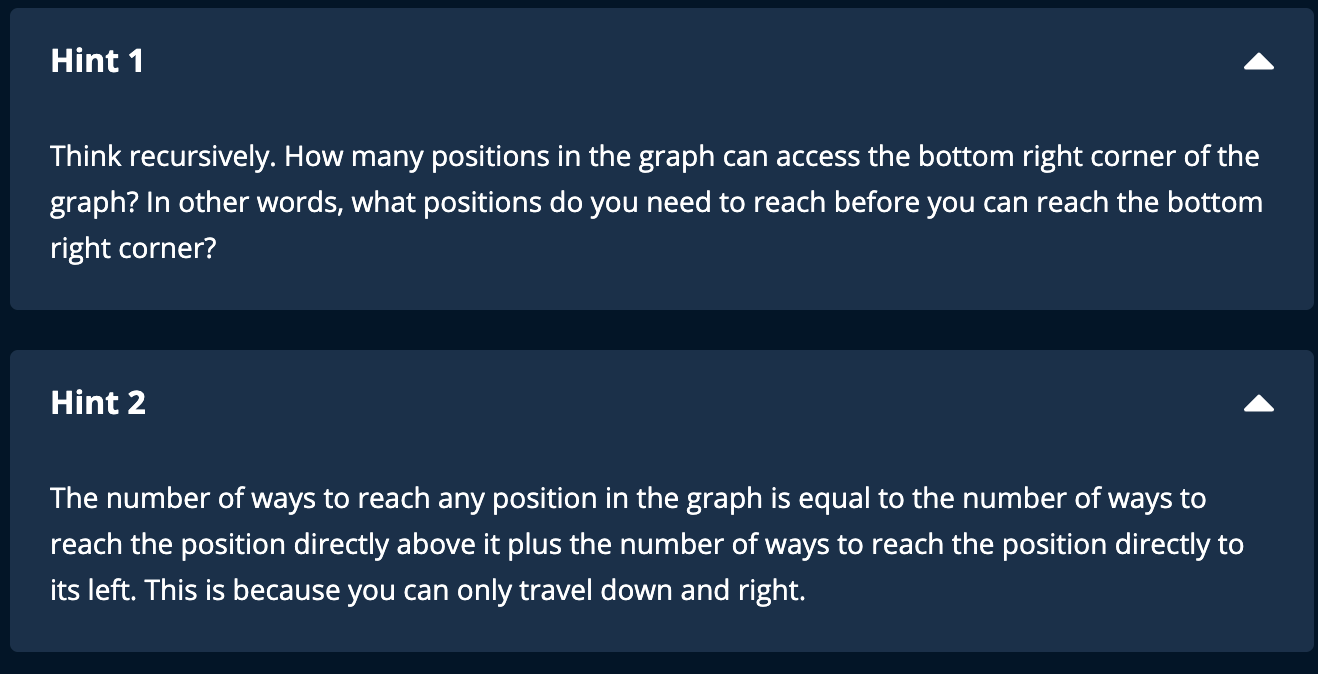 Hint 1
Think recursively. How many positions in the graph can access the bottom right corner of the
graph? In other words, what positions do you need to reach before you can reach the bottom
right corner?
Hint 2
The number of ways to reach any position in the graph is equal to the number of ways to
reach the position directly above it plus the number of ways to reach the position directly to
its left. This is because you can only travel down and right.